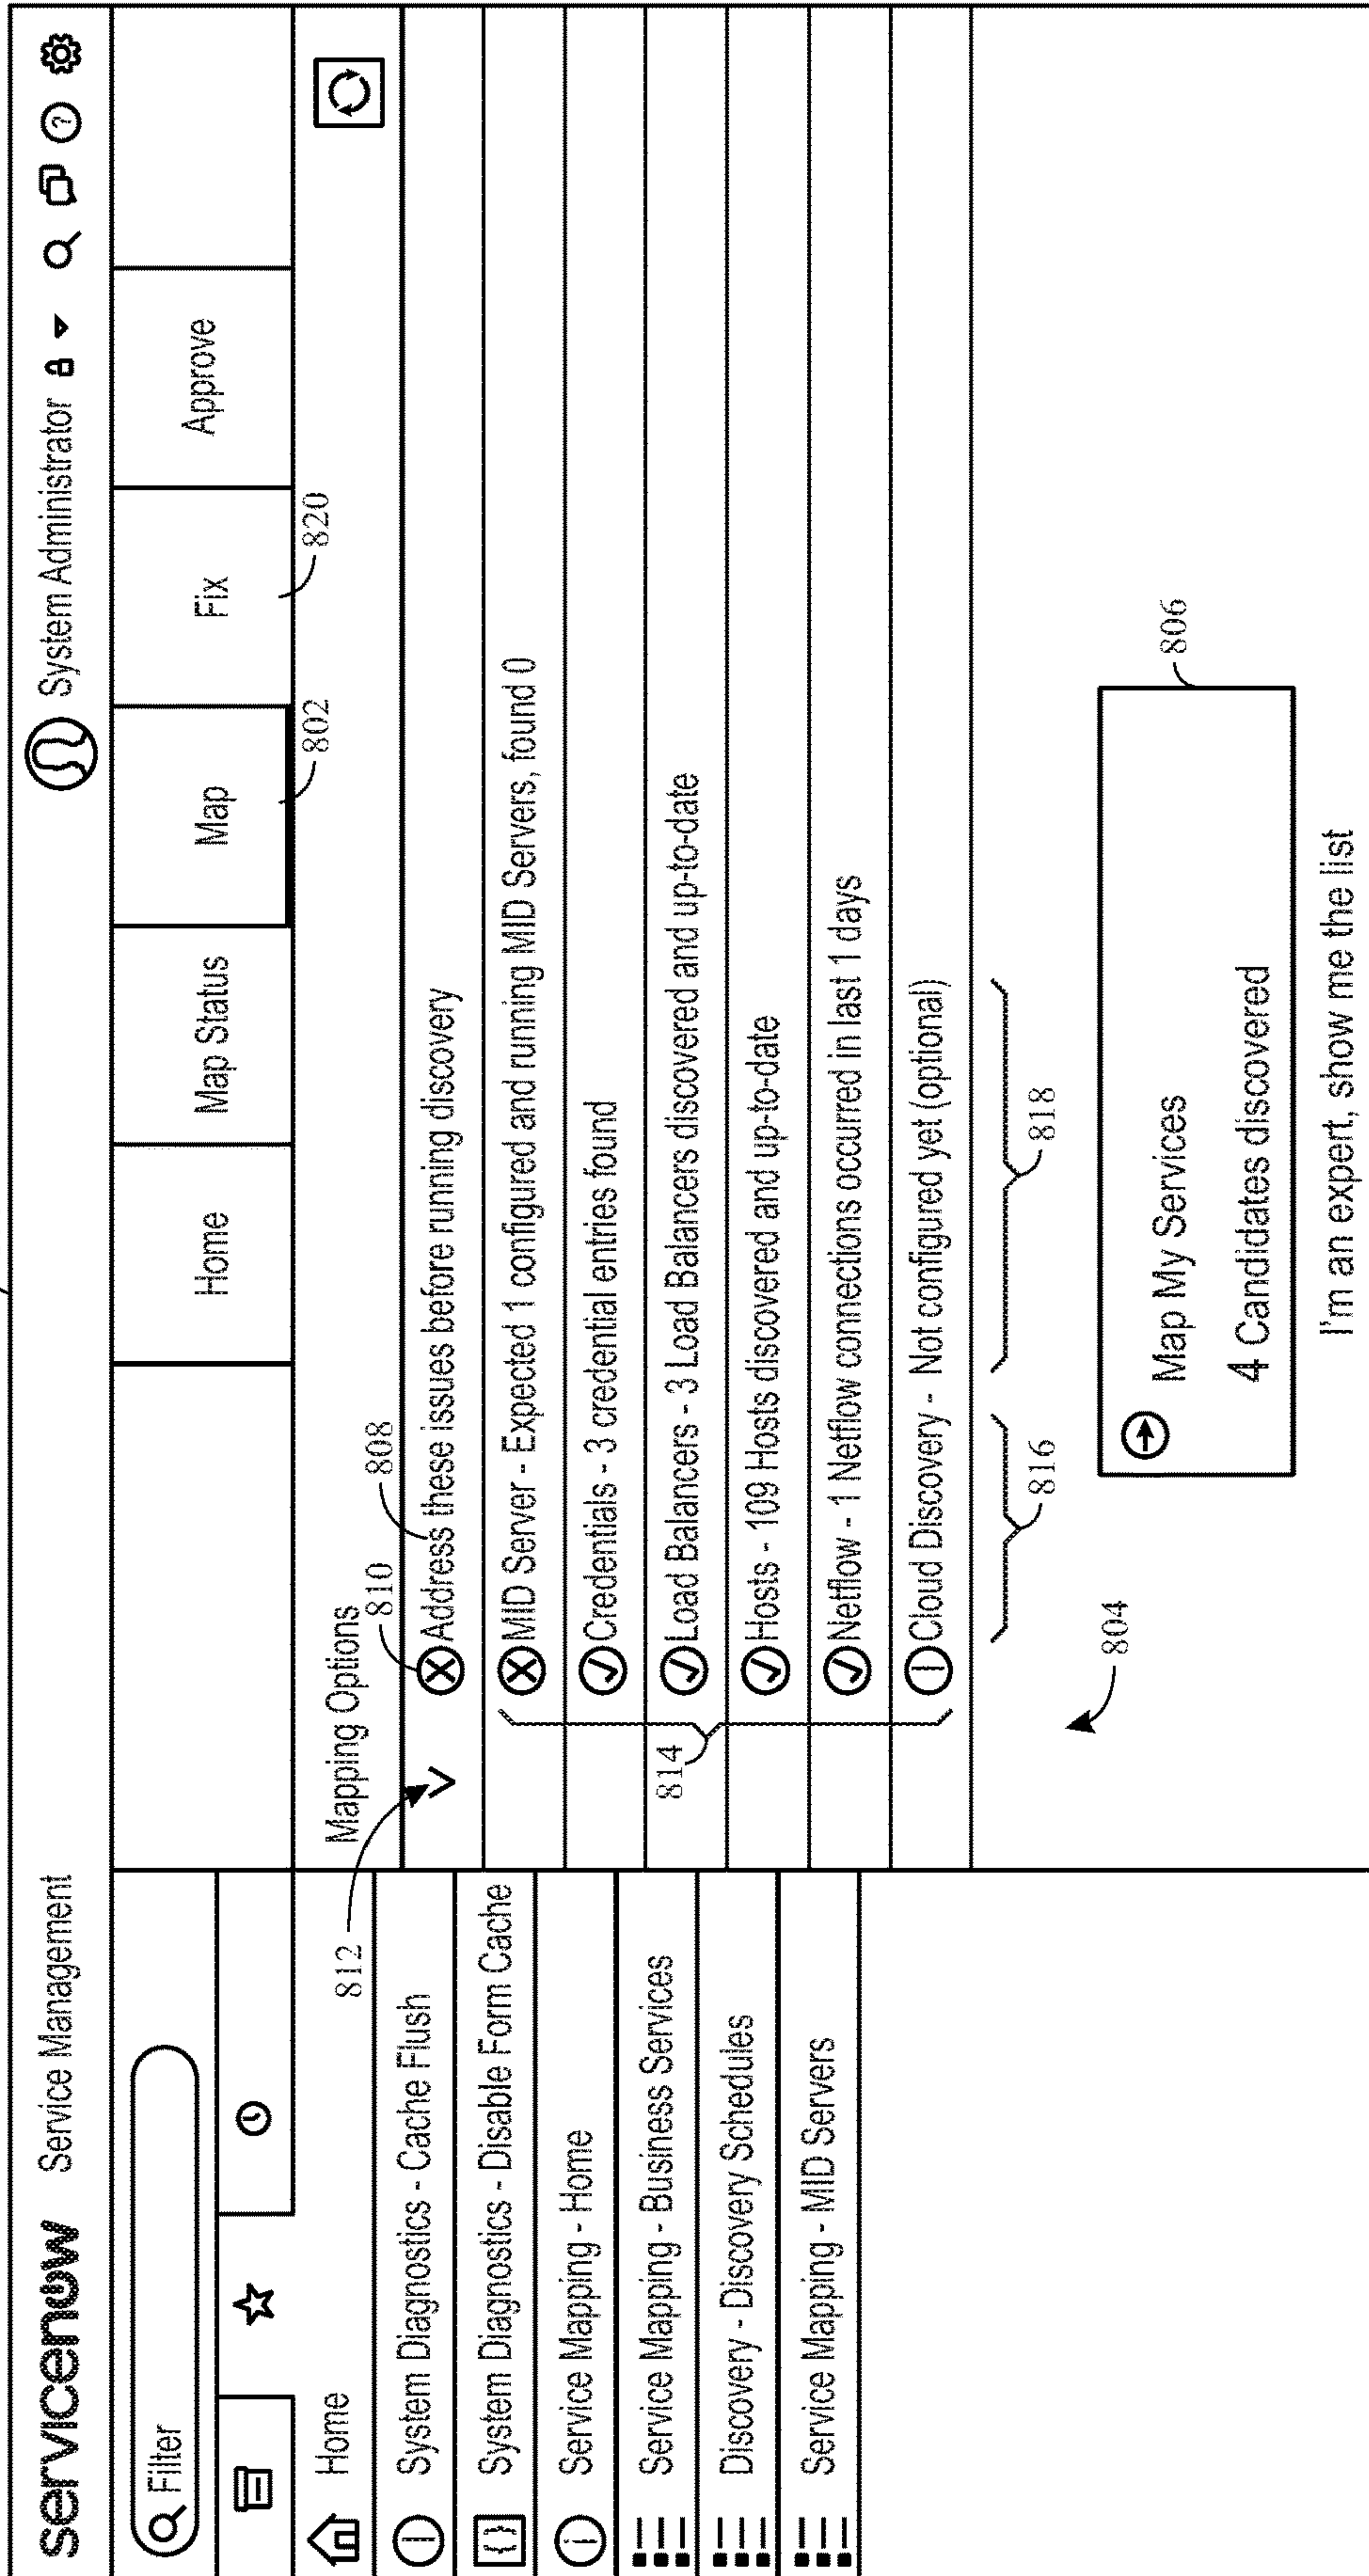 servicenow Service Management
System Administrator
Filter
Home
Map Status
Map
Fix
Approve
802
820
Home
System Diagnostics - Cache Flush
System Diagnostics - Disable Form Cache
Service Mapping - Home
Service Mapping - Business Services
Discovery - Discovery Schedules
Service Mapping - MID Servers
Mapping Options
812
810
808
Address these issues before running discovery
MID Server - Expected 1 configured and running MID Servers, found 0
Credentials - 3 credential entries found
Load Balancers - 3 Load Balancers discovered and up-to-date
Hosts - 109 Hosts discovered and up-to-date
Netflow - 1 Netflow connections occurred in last 1 days
Cloud Discovery - Not configured yet (optional)
814
816
818
804
806
Map My Services
4 Candidates discovered
I'm an expert, show me the list